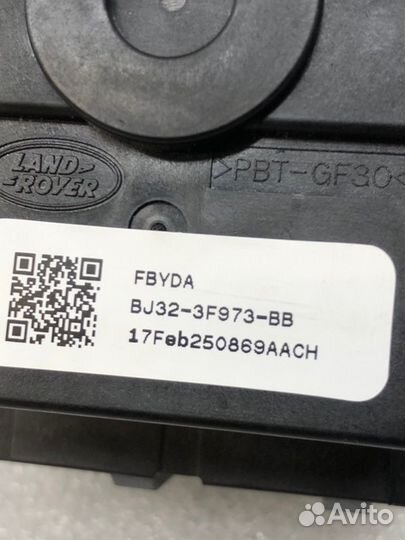 LAND
ROVER
>PBT-GF30<
FBYDA
BJ32-3F973-BB
17Feb250869AACH
Avito